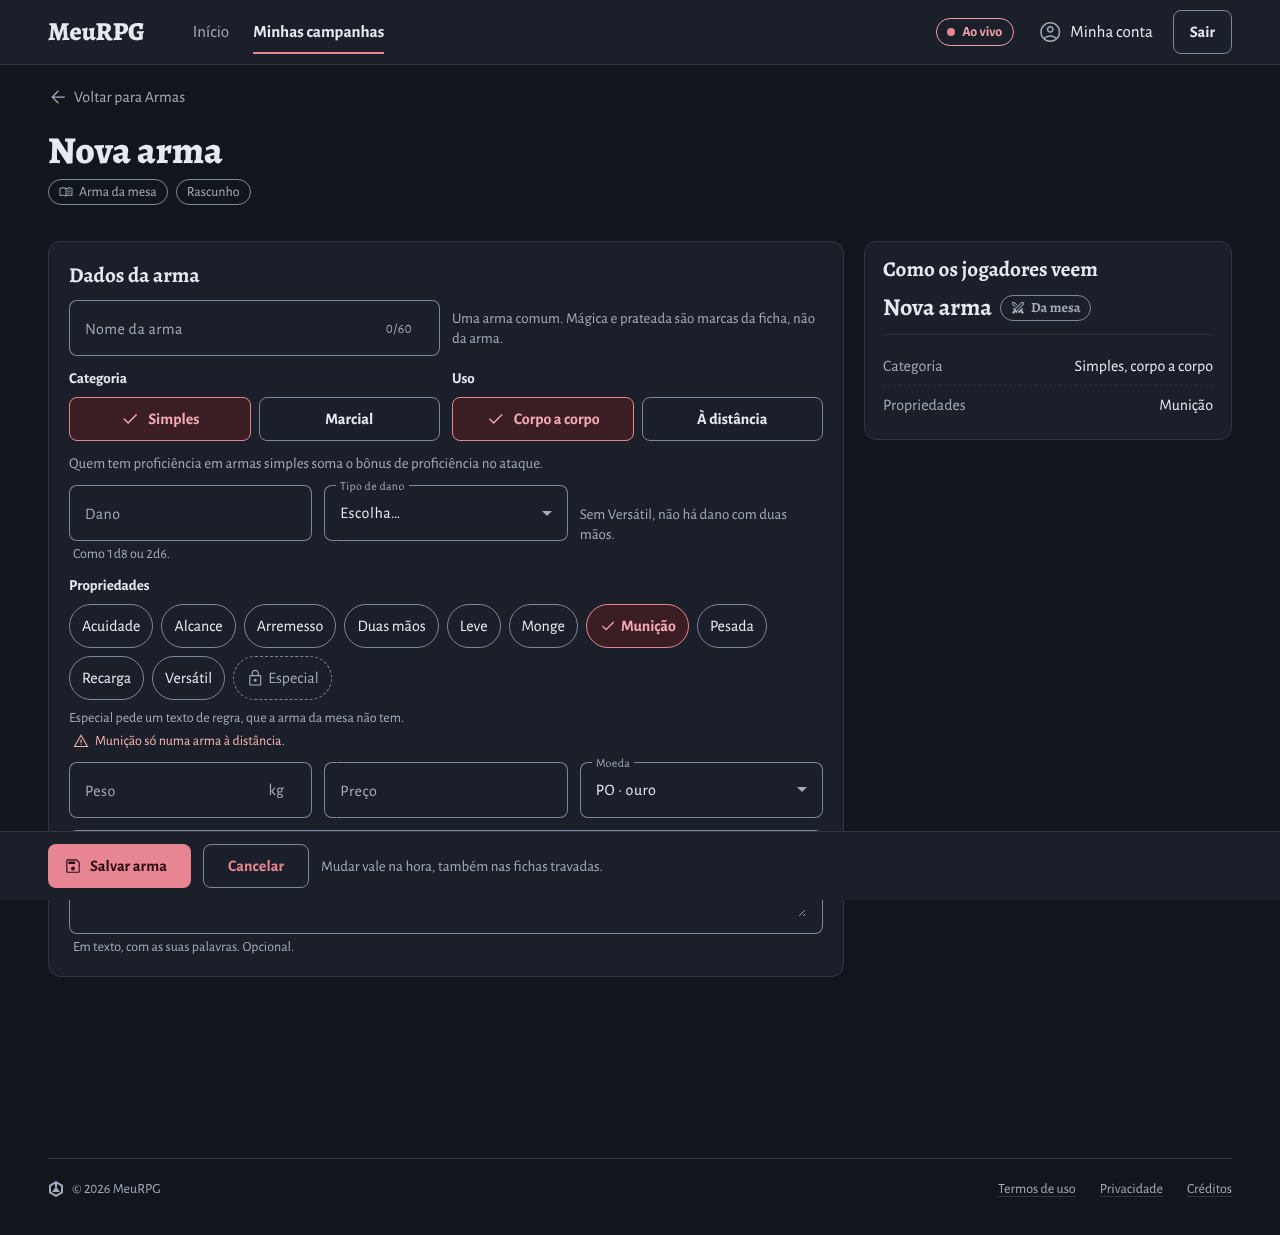 MeuRPG
Início
Minhas campanhas
Ao vivo
Minha conta
Sair
Voltar para Armas
Nova arma
Arma da mesa
Rascunho
Dados da arma
Nome da arma
0/60
Uma arma comum. Mágica e prateada são marcas da ficha, não
da arma.
Categoria
Uso
Simples
Marcial
Corpo a corpo
À distância
Quem tem proficiência em armas simples soma o bônus de proficiência no ataque.
Dano
Tipo de dano
Escolha…
Sem Versátil, não há dano com duas
mãos.
Como 1d8 ou 2d6.
Propriedades
Acuidade
Alcance
Arremesso
Duas mãos
Leve
Monge
Munição
Pesada
Recarga
Versátil
Especial
Especial pede um texto de regra, que a arma da mesa não tem.
Munição só numa arma à distância.
Peso
kg
Preço
Moeda
PO · ouro
Salvar arma
Cancelar
Mudar vale na hora, também nas fichas travadas.
Em texto, com as suas palavras. Opcional.
Como os jogadores veem
Nova arma
Da mesa
Categoria
Simples, corpo a corpo
Propriedades
Munição
© 2026 MeuRPG
Termos de uso
Privacidade
Créditos